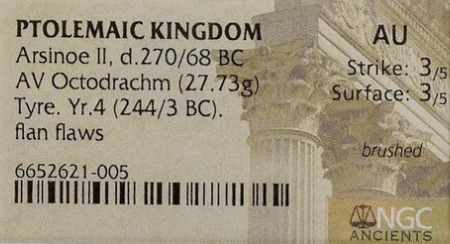 PTOLEMAIC KINGDOM
Arsinoe II, d.270/68 BC
AV Octodrachm (27.73g)
Tyre. Yr.4 (244/3 BC).
flan flaws
6652621-005
AU
Strike: 3/5
Surface: 3/5
brushed
NGC
ANCIENTS